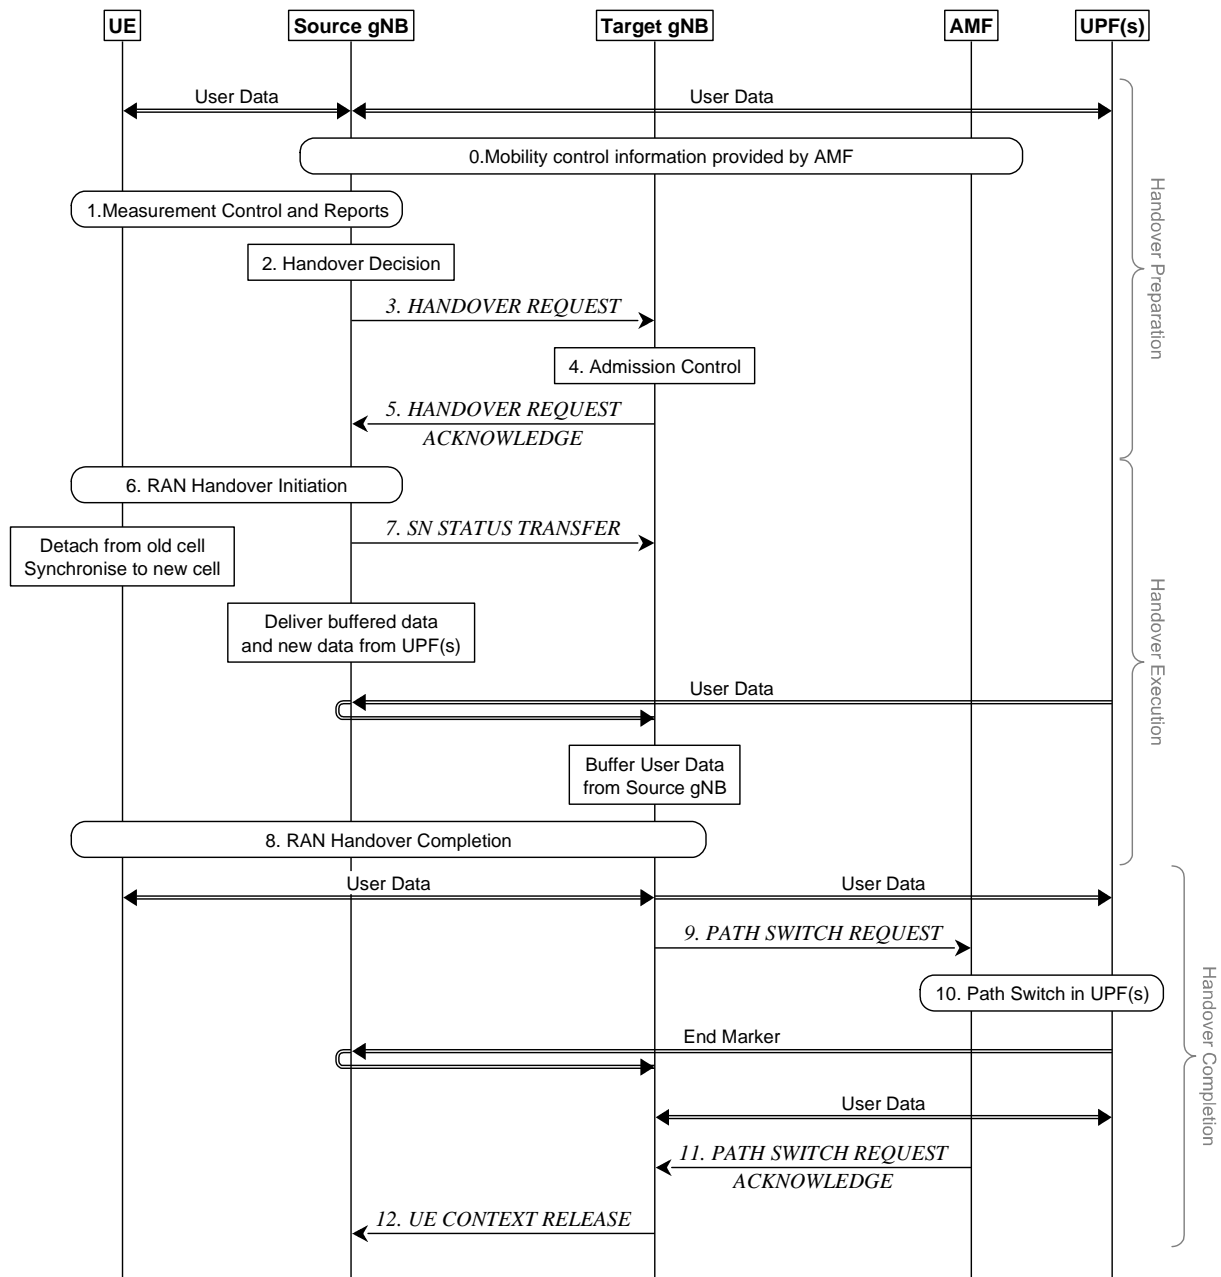 UE
Source gNB
Target gNB
AMF
UPF(s)
User Data
User Data
0.Mobility control information provided by AMF
1.Measurement Control and Reports
2. Handover Decision
3. HANDOVER REQUEST
4. Admission Control
5. HANDOVER REQUEST
ACKNOWLEDGE
Handover Preparation
6. RAN Handover Initiation
7. SN STATUS TRANSFER
Detach from old cell
Synchronise to new cell
Deliver buffered data
and new data from UPF(s)
User Data
Buffer User Data
from Source gNB
8. RAN Handover Completion
Handover Execution
User Data
User Data
9. PATH SWITCH REQUEST
10. Path Switch in UPF(s)
End Marker
User Data
11. PATH SWITCH REQUEST
ACKNOWLEDGE
12. UE CONTEXT RELEASE
Handover Completion